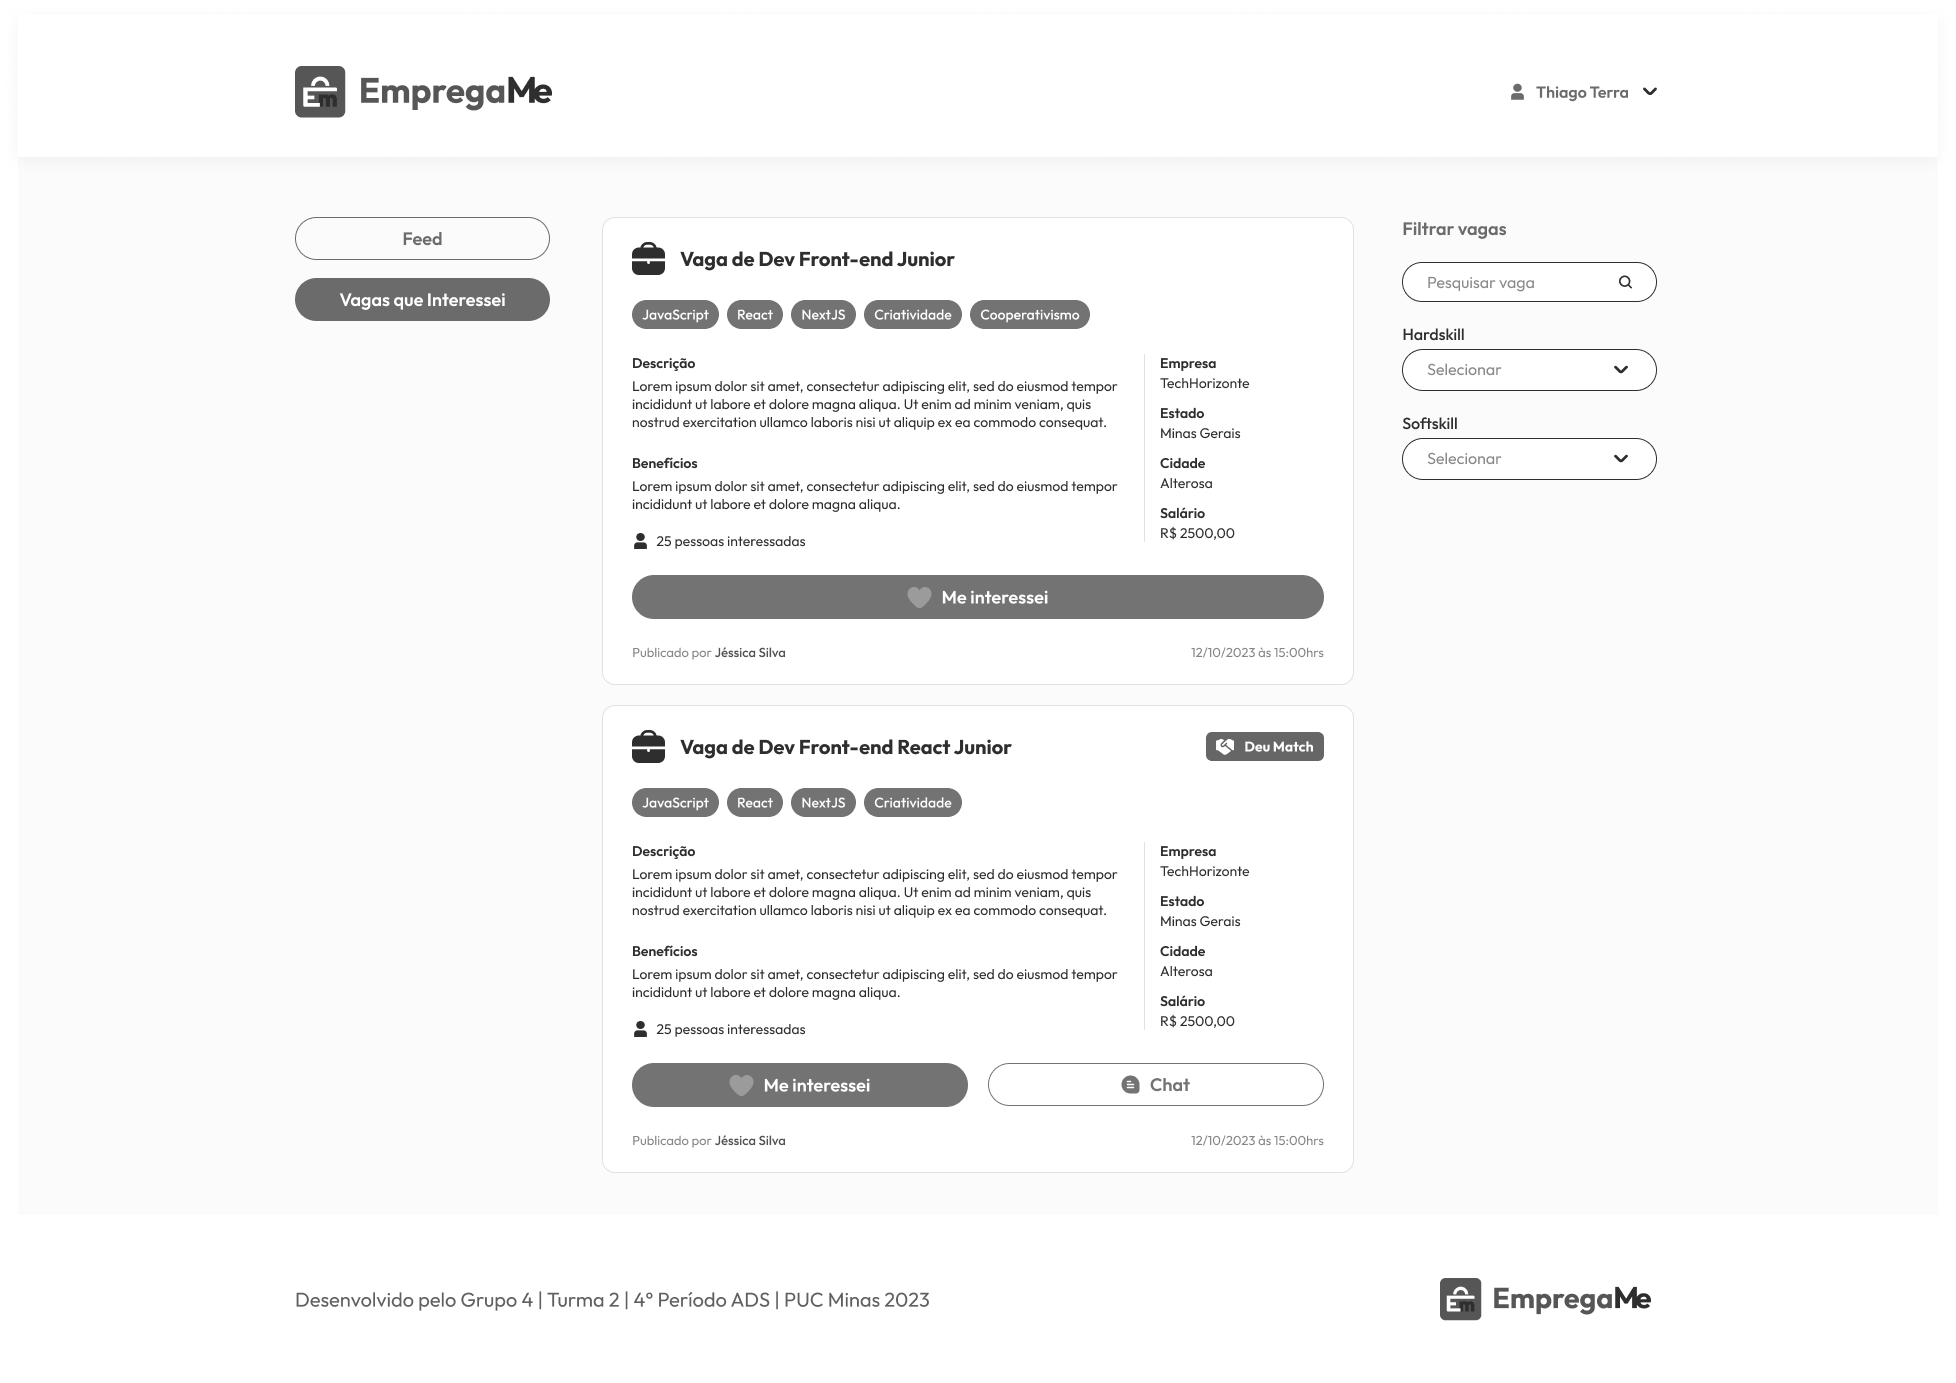 Em EmpregaMe
Thiago Terra
Feed
Vagas que Interessei
Vaga de Dev Front-end Junior
JavaScript React NextJS Criatividade Cooperativismo
Descrição
Lorem ipsum dolor sit amet, consectetur adipiscing elit, sed do eiusmod tempor
incididunt ut labore et dolore magna aliqua. Ut enim ad minim veniam, quis
nostrud exercitation ullamco laboris nisi ut aliquip ex ea commodo consequat.
Benefícios
Lorem ipsum dolor sit amet, consectetur adipiscing elit, sed do eiusmod tempor
incididunt ut labore et dolore magna aliqua.
25 pessoas interessadas
Empresa
TechHorizonte
Estado
Minas Gerais
Cidade
Alterosa
Salário
R$ 2500,00
Me interessei
Publicado por Jéssica Silva
12/10/2023 às 15:00hrs
Vaga de Dev Front-end React Junior
Deu Match
JavaScript React NextJS Criatividade
Descrição
Lorem ipsum dolor sit amet, consectetur adipiscing elit, sed do eiusmod tempor
incididunt ut labore et dolore magna aliqua. Ut enim ad minim veniam, quis
nostrud exercitation ullamco laboris nisi ut aliquip ex ea commodo consequat.
Benefícios
Lorem ipsum dolor sit amet, consectetur adipiscing elit, sed do eiusmod tempor
incididunt ut labore et dolore magna aliqua.
25 pessoas interessadas
Empresa
TechHorizonte
Estado
Minas Gerais
Cidade
Alterosa
Salário
R$ 2500,00
Me interessei
Chat
Publicado por Jéssica Silva
12/10/2023 às 15:00hrs
Filtrar vagas
Pesquisar vaga
Hardskill
Selecionar
Softskill
Selecionar
Desenvolvido pelo Grupo 4 | Turma 2 | 4º Período ADS | PUC Minas 2023
Em EmpregaMe